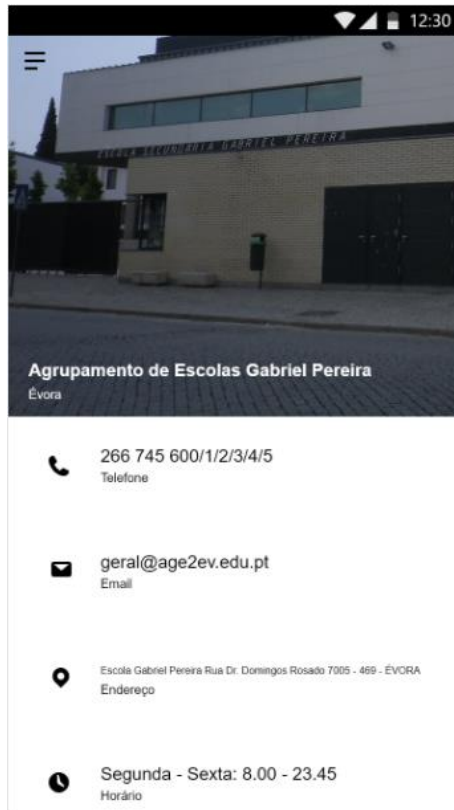 12:30
ESCOLA SECUNDÁRIA GABRIEL PEREIRA
Agrupamento de Escolas Gabriel Pereira
Évora
266 745 600/1/2/3/4/5
Telefone
geral@age2ev.edu.pt
Email
Escola Gabriel Pereira Rua Dr. Domingos Rosado 7005 - 469 - ÉVORA
Endereço
Segunda - Sexta: 8.00 - 23.45
Horário